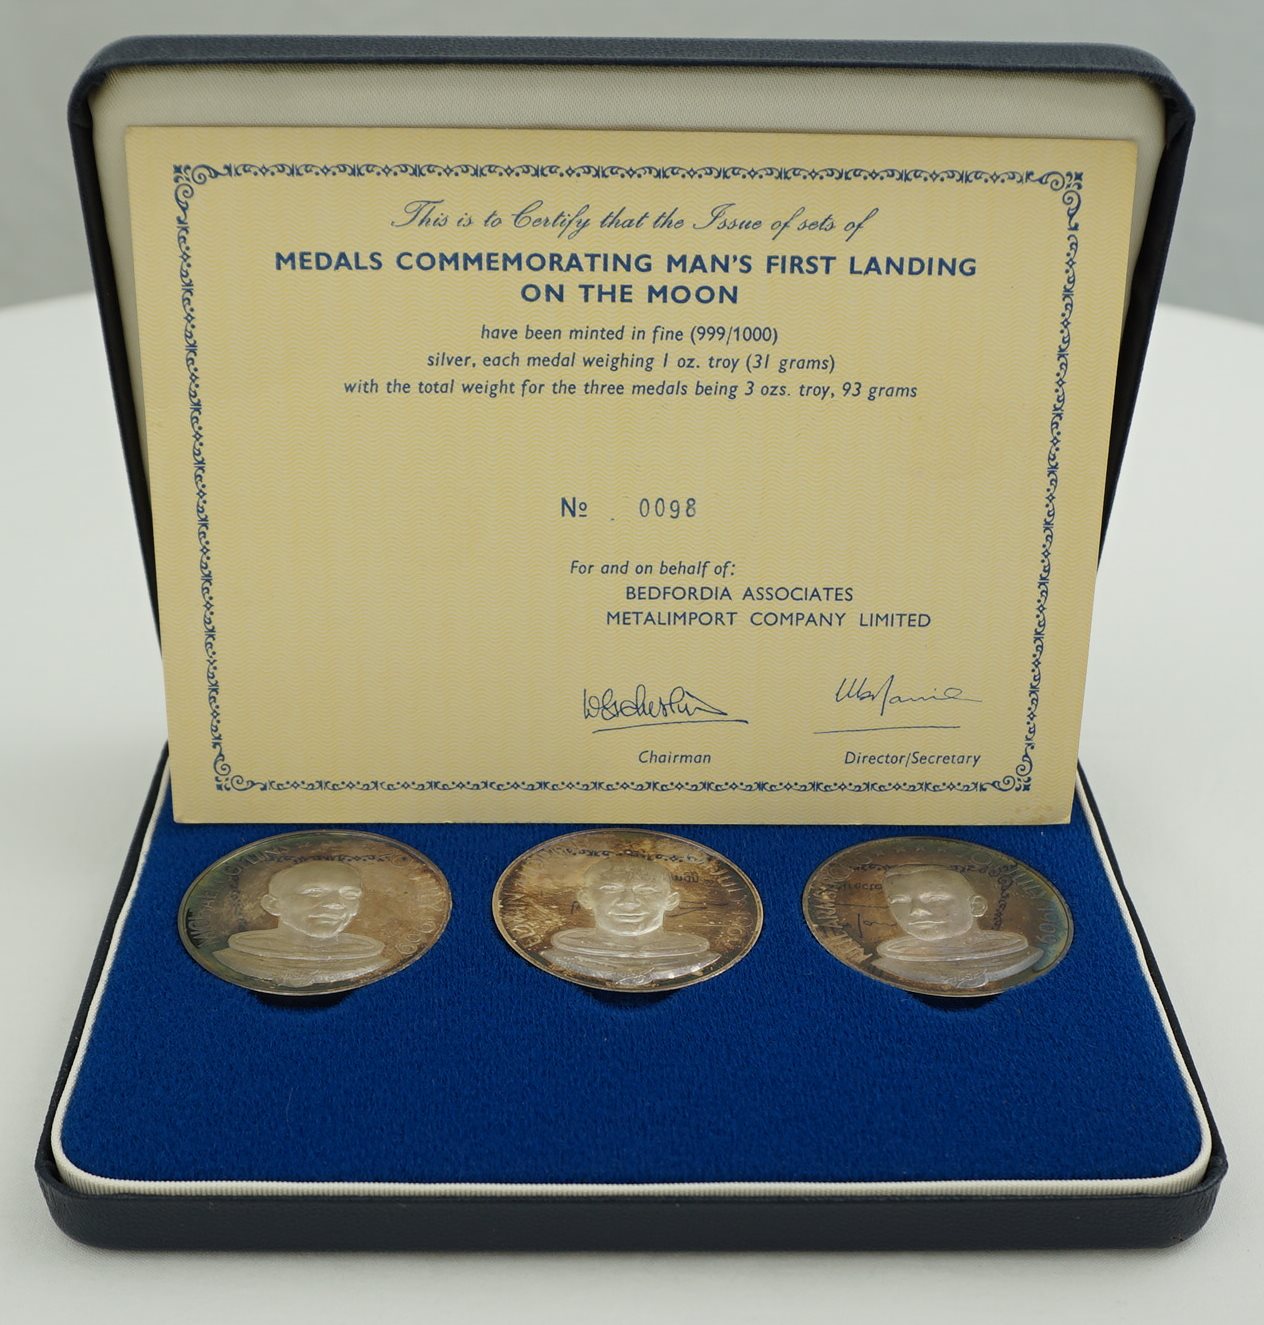 This is to Certify that the Issue of sets of
MEDALS COMMEMORATING MAN'S FIRST LANDING
ON THE MOON
have been minted in fine (999/1000)
silver, each medal weighing 1 oz. troy (31 grams)
with the total weight for the three medals being 3 ozs. troy, 93 grams
Nº 0098
For and on behalf of:
BEDFORDIA ASSOCIATES
METALIMPORT COMPANY LIMITED
Chairman Director/Secretary
EDWIN